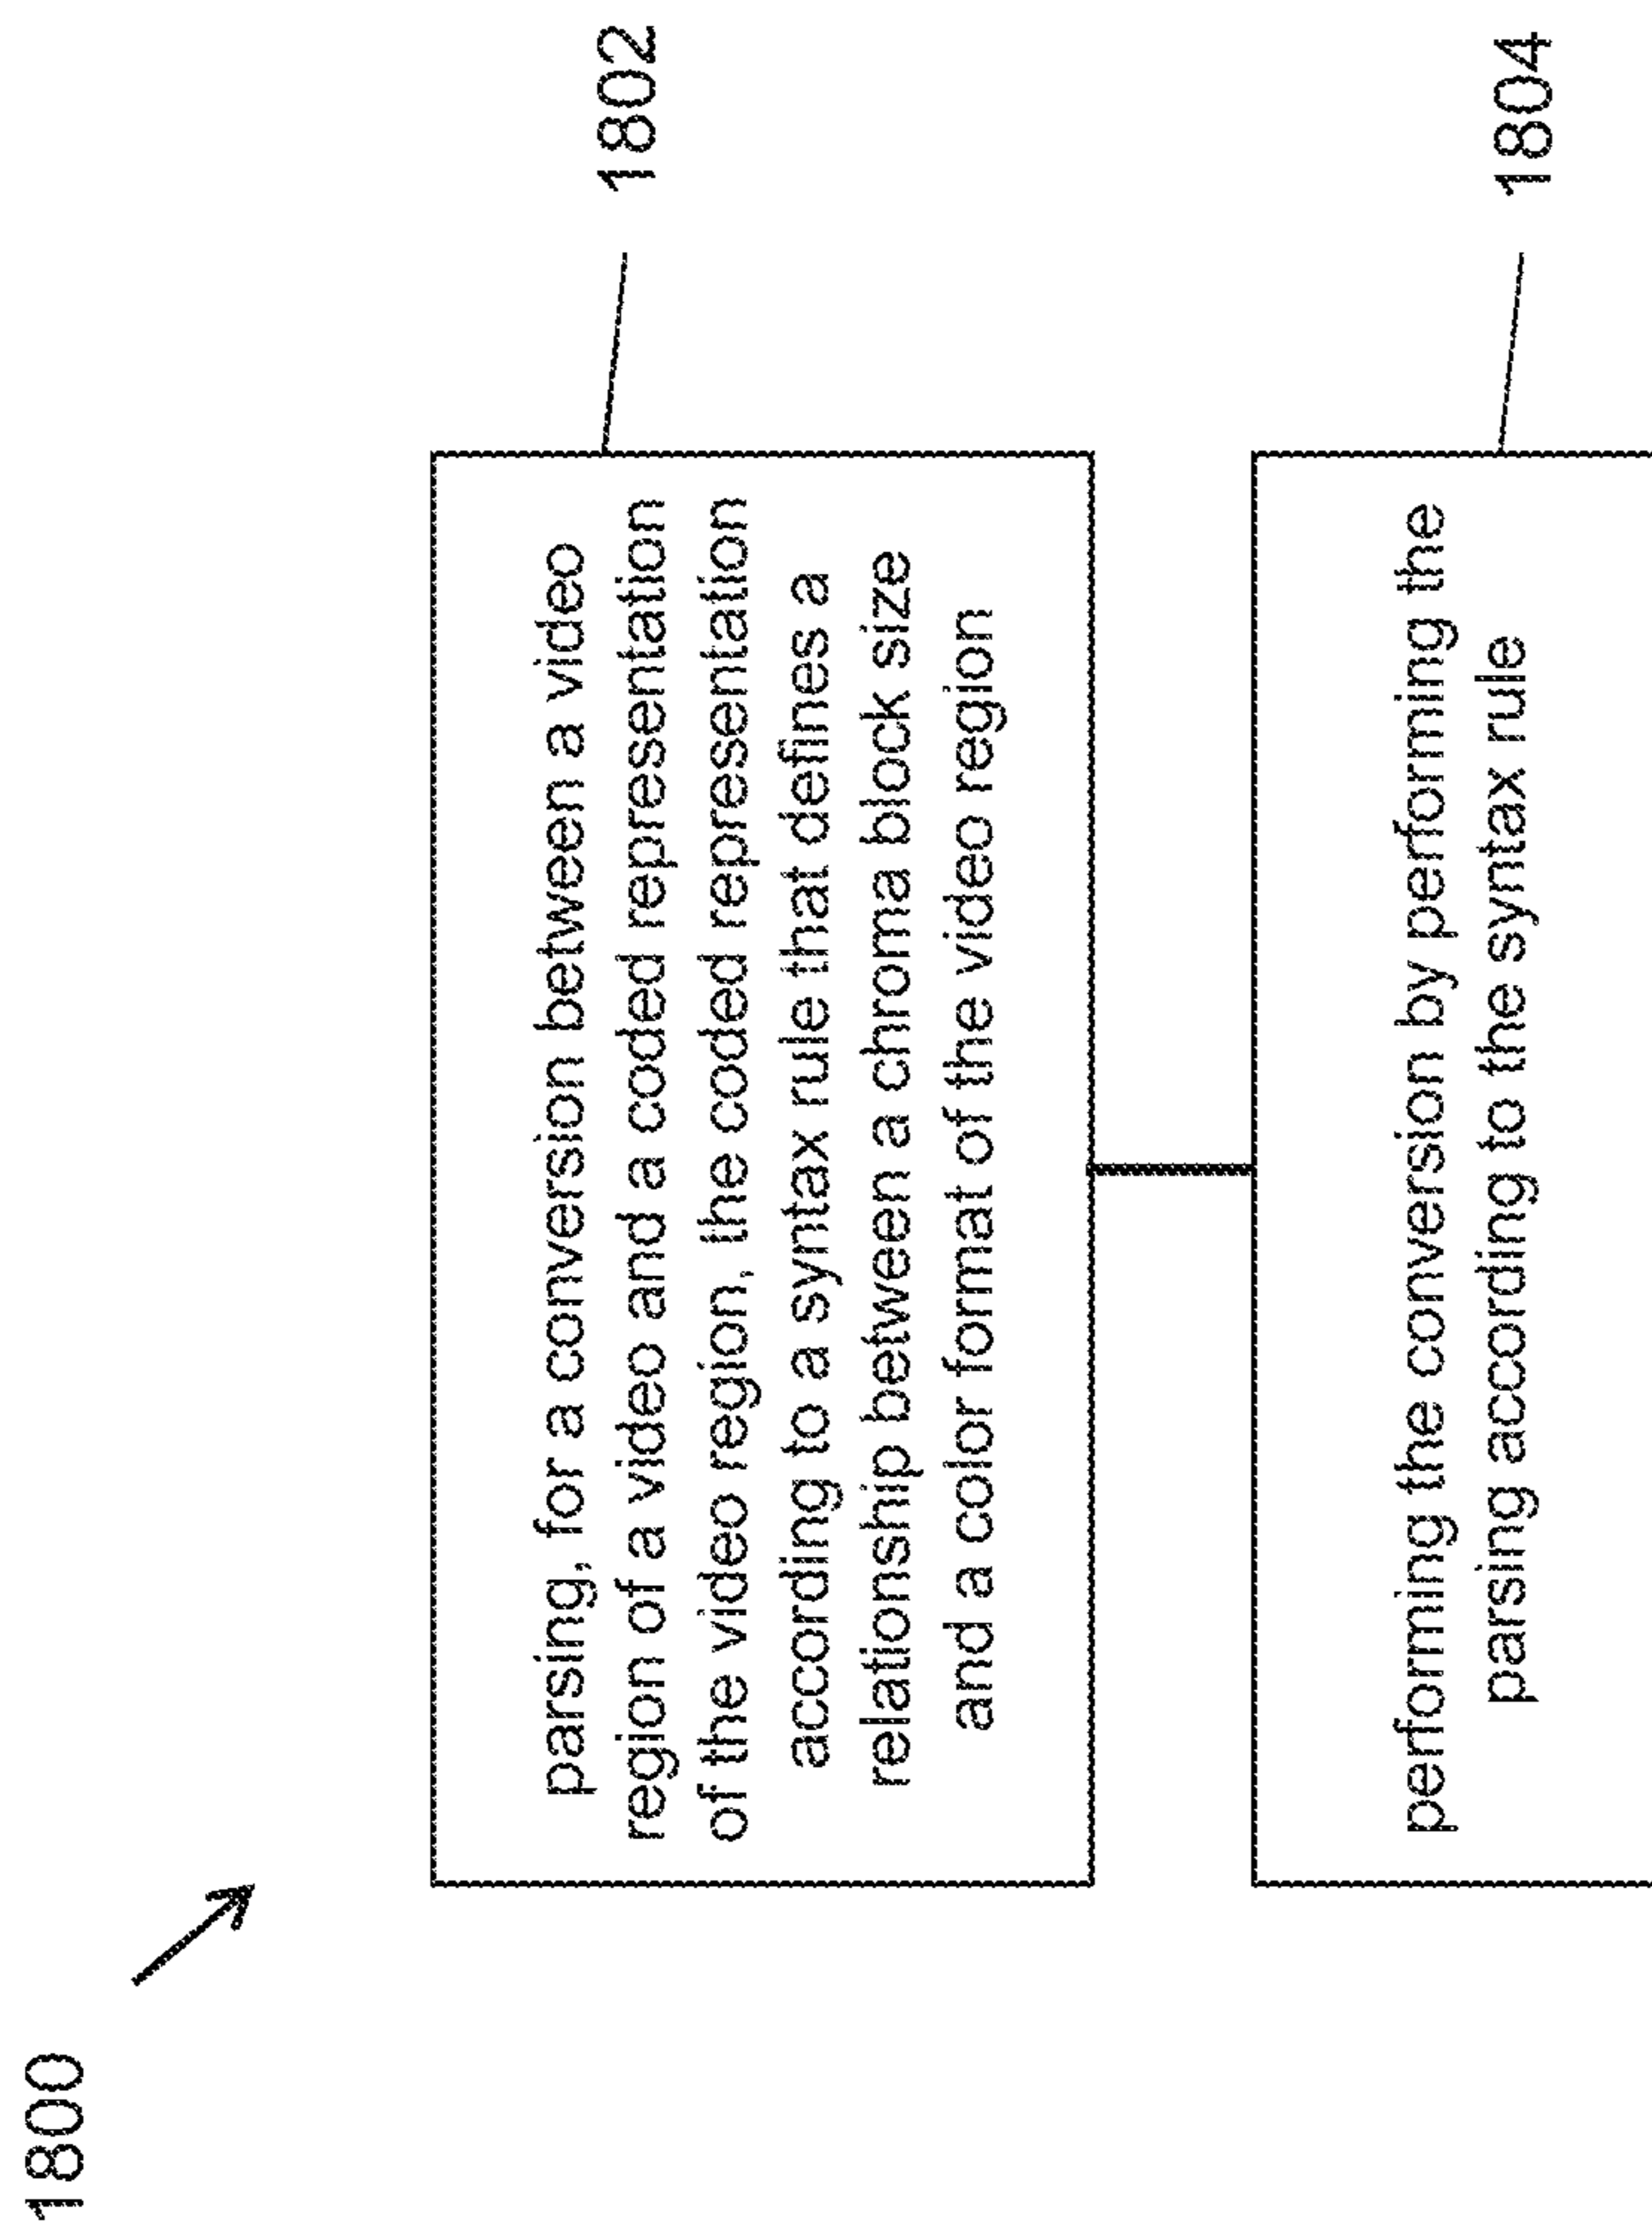 1800
parsing, for a conversion between a video
region of a video and a coded representation
of the video region, the coded representation
according to a syntax rule that defines a
relationship between a chroma block size
and a color format of the video region
1802
performing the conversion by performing the
parsing according to the syntax rule
1804